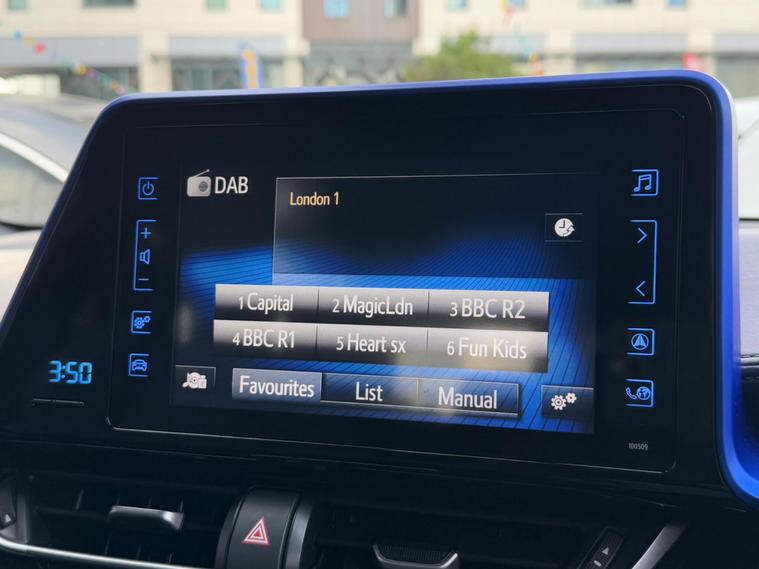 DAB
London 1
1 Capital
2 MagicLdn
3 BBC R2
4 BBC R1
5 Heart sx
6 Fun Kids
3:50
Favourites
List
Manual
100509